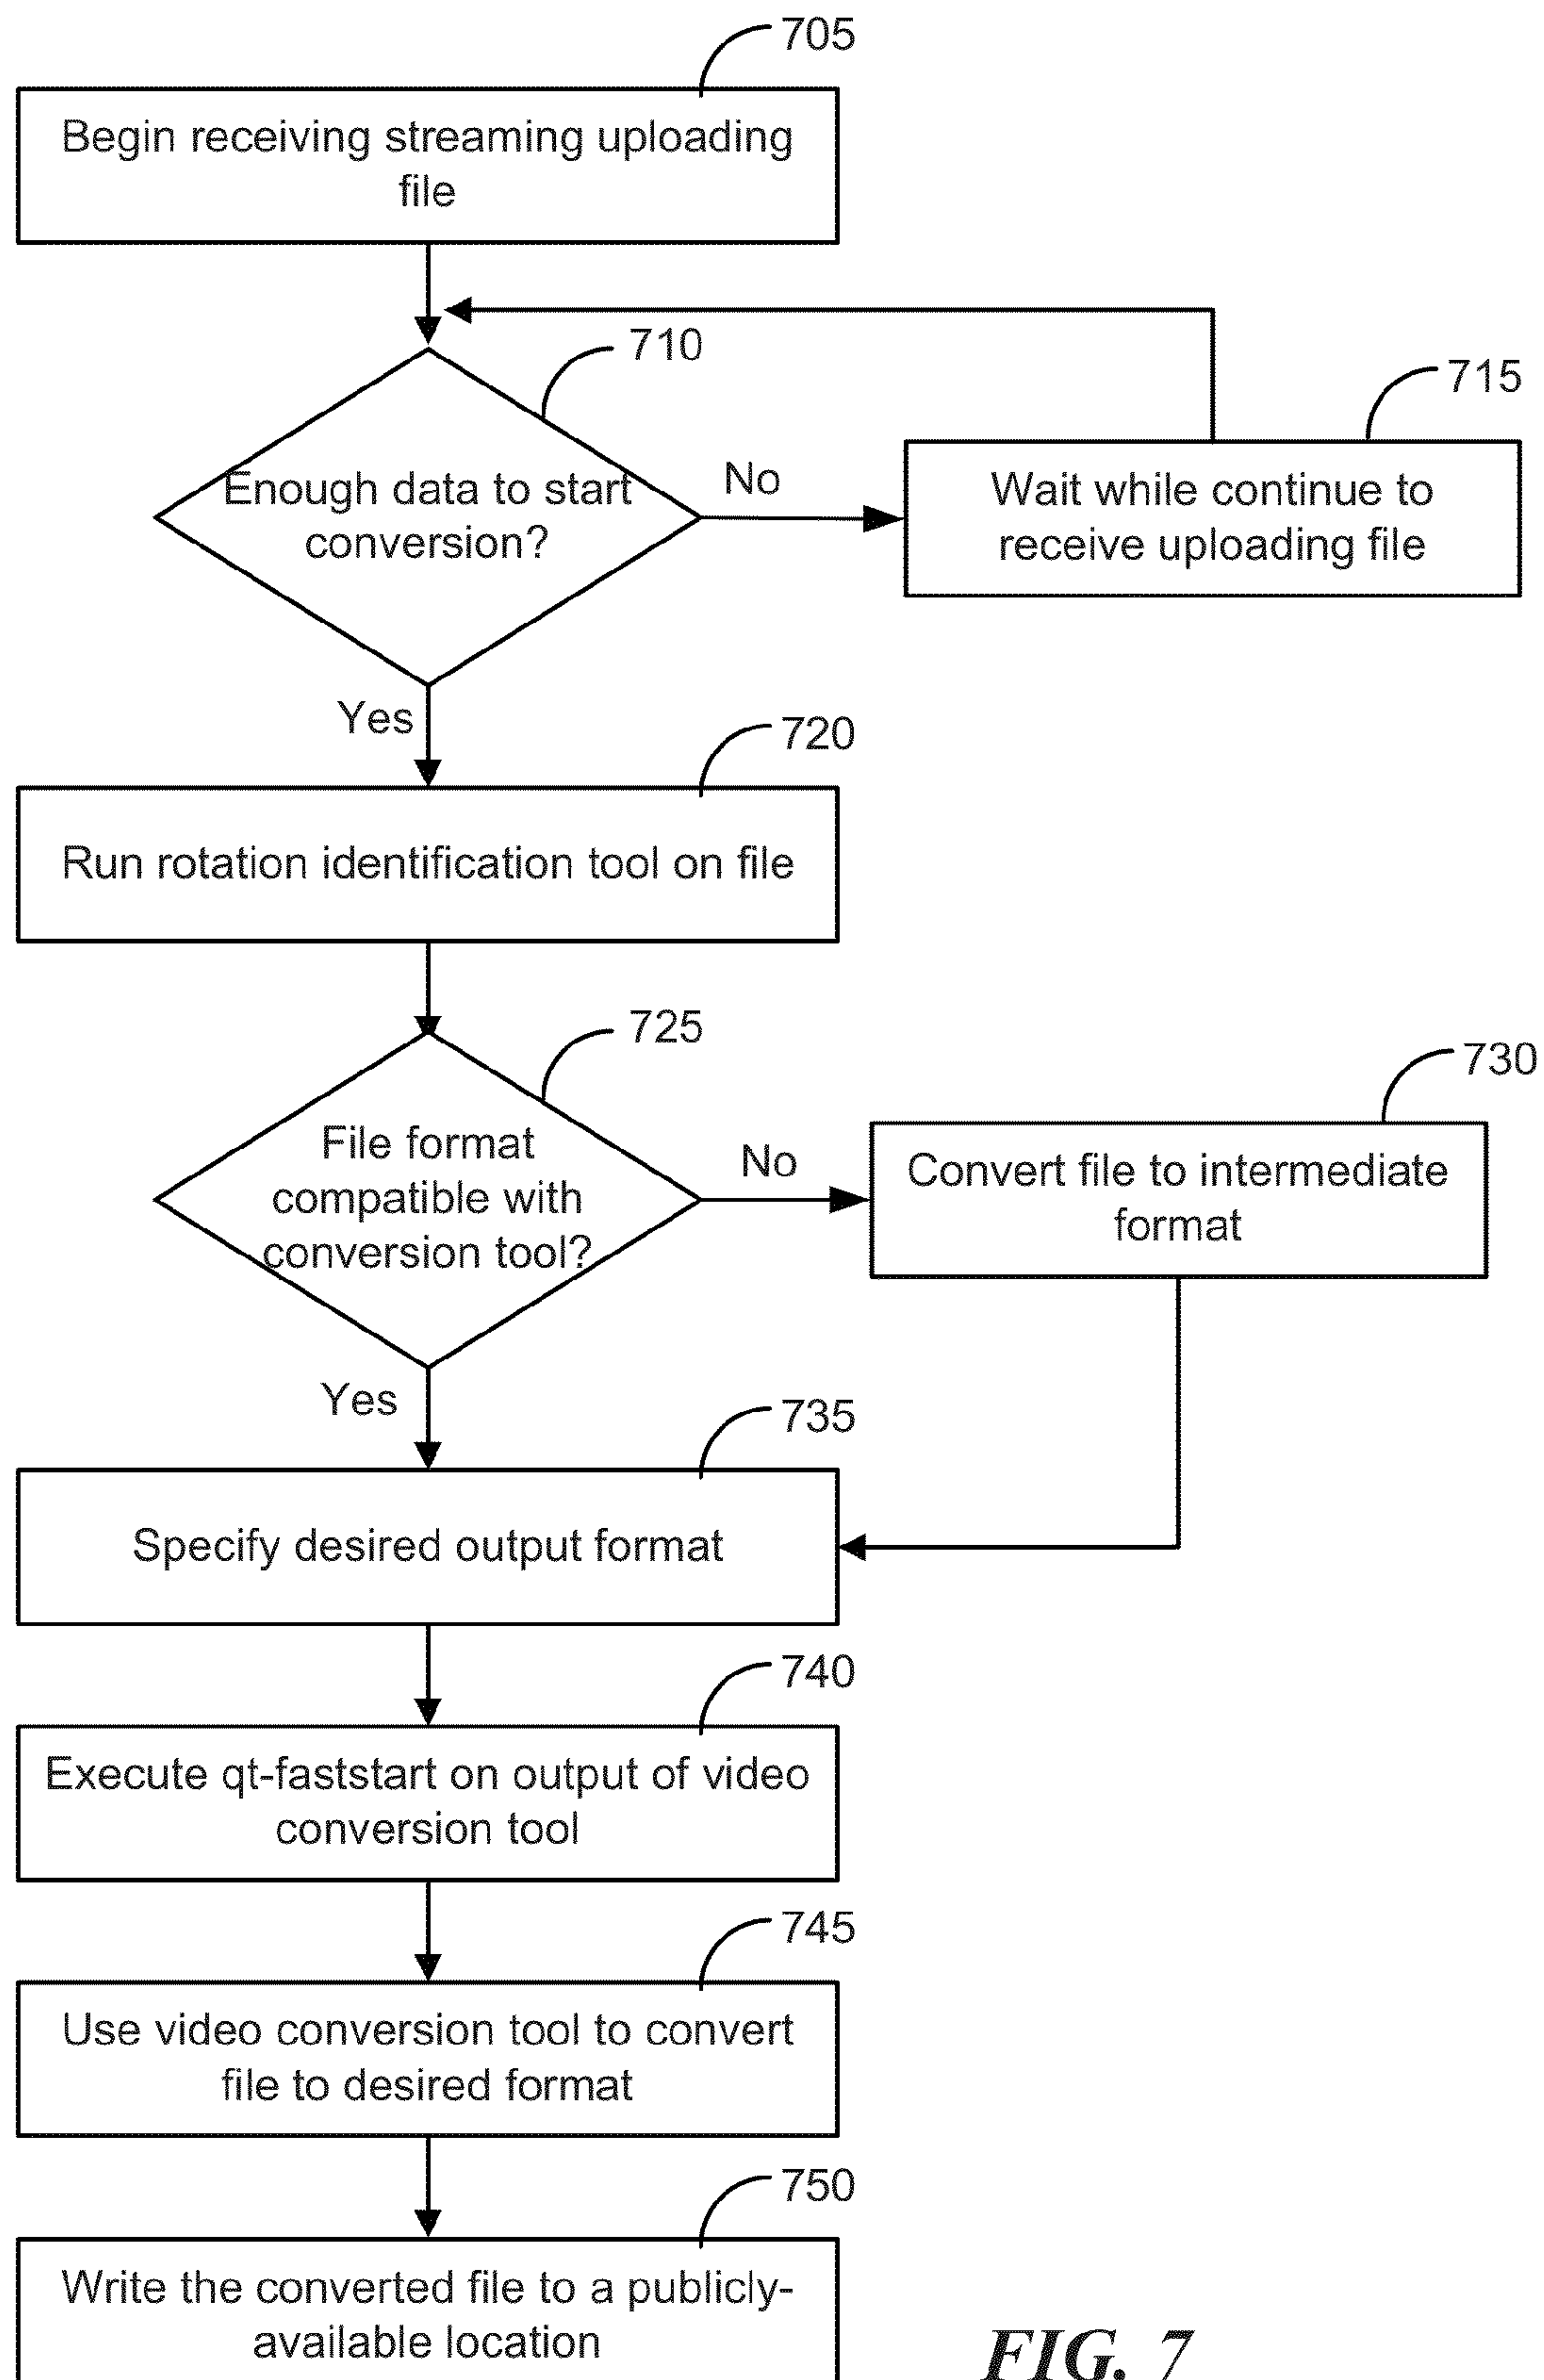 705
Begin receiving streaming uploading
file
710
Enough data to start
conversion?
No
715
Wait while continue to
receive uploading file
Yes
720
Run rotation identification tool on file
725
File format
compatible with
conversion tool?
No
730
Convert file to intermediate
format
Yes
735
Specify desired output format
740
Execute qt-faststart on output of video
conversion tool
745
Use video conversion tool to convert
file to desired format
750
Write the converted file to a publicly-
available location
FIG. 7